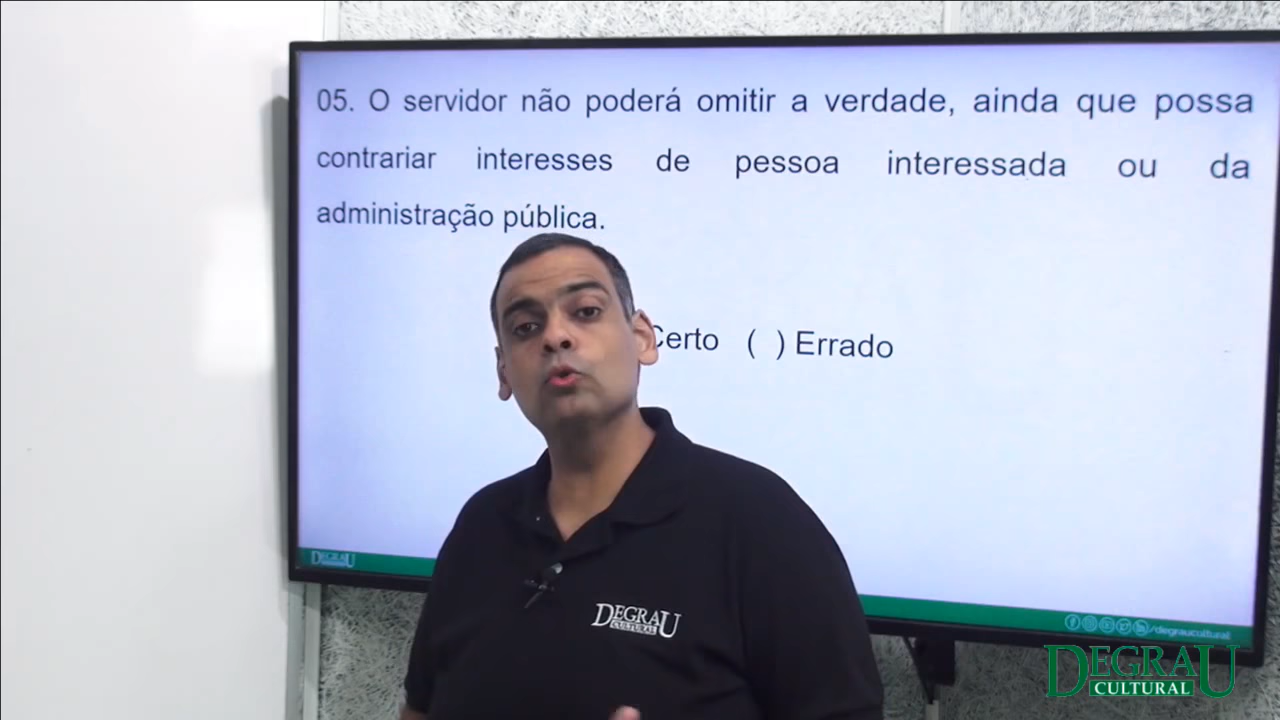 05. O servidor não poderá omitir a verdade, ainda que possa
contrariar interesses de pessoa interessada ou da
administração pública.
Certo ( ) Errado
DEGRAU
CULTURAL
DEGRAU
/degraucultural
DEGRAU
CULTURAL